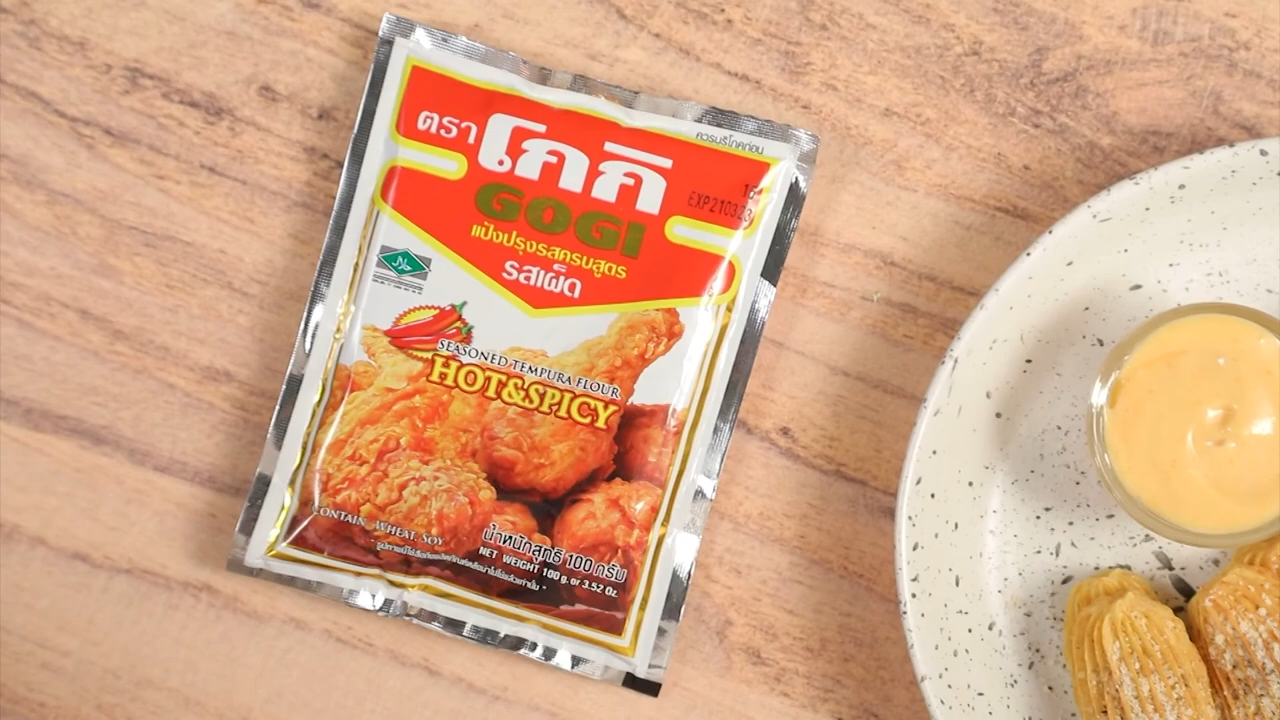 ตรา โกกิ
ควรบริโภคก่อน
GOGI
EXP210323
แป้งปรุงรสครบสูตร
รสเผ็ด
SEASONED TEMPURA FLOUR
HOT&SPICY
CONTAIN WHEAT, SOY
น้ำหนักสุทธิ 100 กรัม
NET WEIGHT 100 g. or 3.52 Oz.